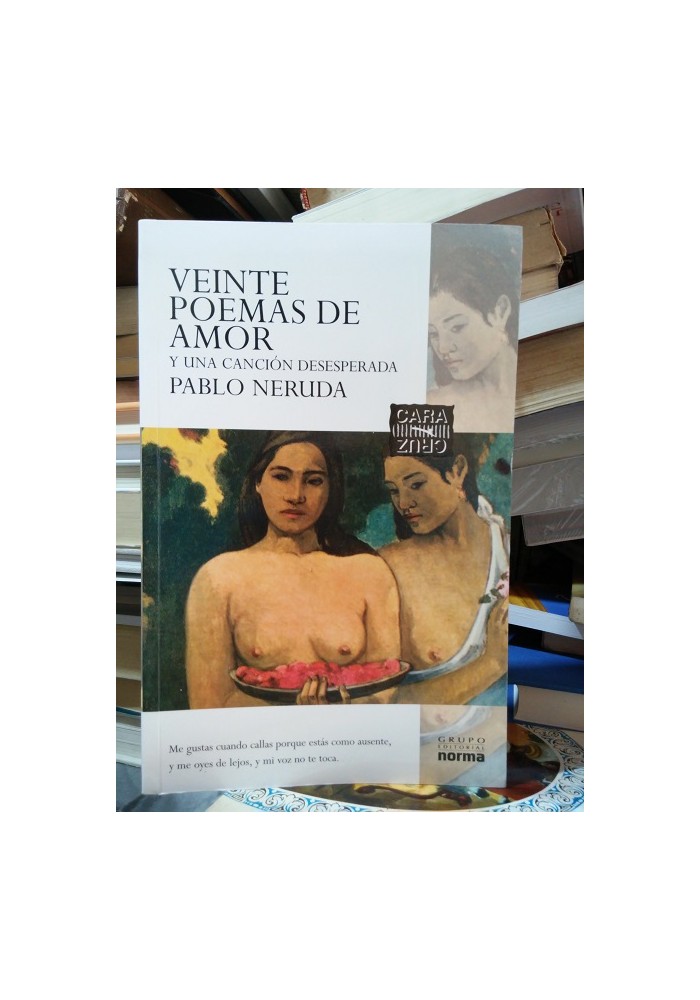 VEINTE
POEMAS DE
AMOR
Y UNA CANCIÓN DESESPERADA
PABLO NERUDA
CARA
CRUZ
Me gustas cuando callas porque estás como ausente,
y me oyes de lejos, y mi voz no te toca.
GRUPO
EDITORIAL
norma